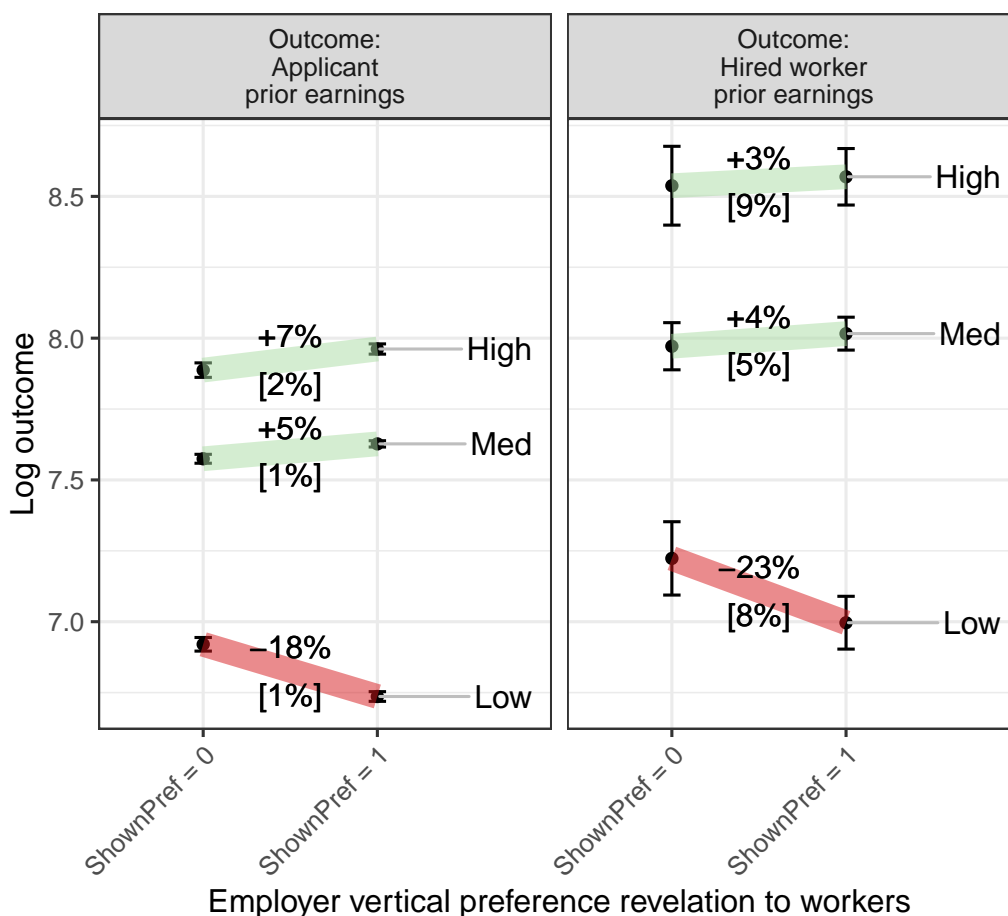 Outcome:
Applicant
prior earnings
Outcome:
Hired worker
prior earnings
Log outcome
8.5
8.0
7.5
7.0
+7%
[2%]
High
+5%
[1%]
Med
−18%
[1%]
Low
+3%
[9%]
High
+4%
[5%]
Med
−23%
[8%]
Low
ShownPref = 0
ShownPref = 1
ShownPref = 0
ShownPref = 1
Employer vertical preference revelation to workers